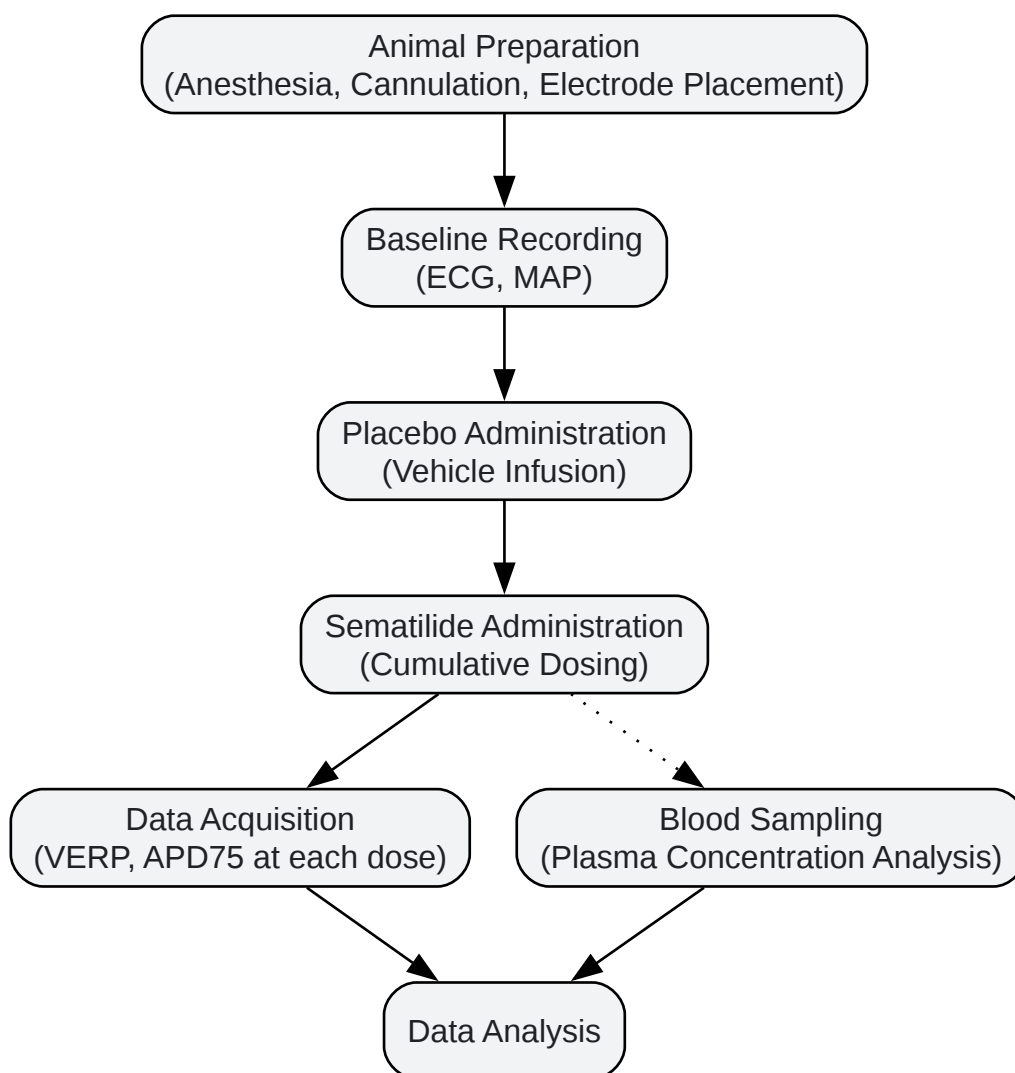 Animal Preparation
(Anesthesia, Cannulation, Electrode Placement)
Baseline Recording
(ECG, MAP)
Placebo Administration
(Vehicle Infusion)
Sematilide Administration
(Cumulative Dosing)
Data Acquisition
(VERP, APD75 at each dose)
Blood Sampling
(Plasma Concentration Analysis)
Data Analysis